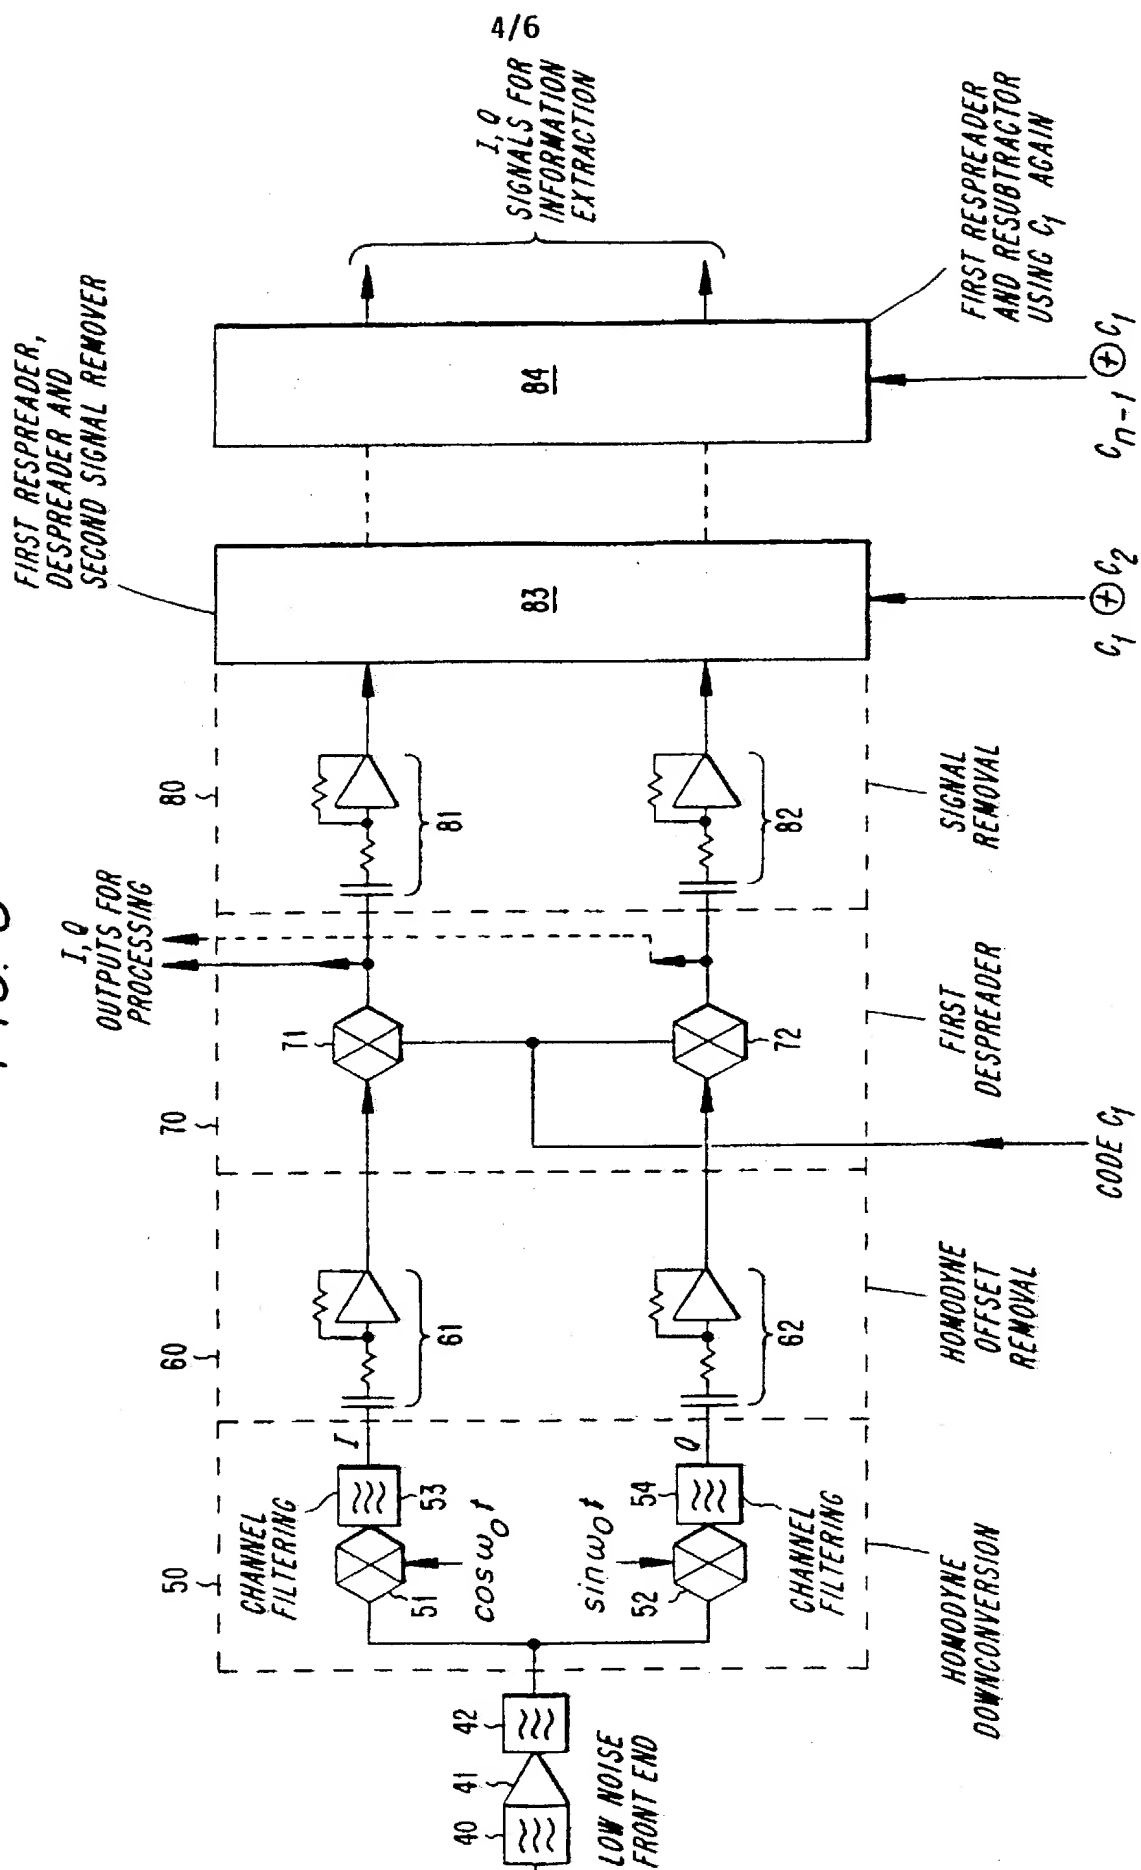 4/6
I, Q
SIGNALS FOR
INFORMATION
EXTRACTION
FIRST RESPREADER,
DESPREADER AND
SECOND SIGNAL REMOVER
FIRST RESPREADER
AND RESUBTRACTOR
USING C1 AGAIN
84
Cn-1 ⊕ C1
83
C1 ⊕ C2
80
81
82
SIGNAL
REMOVAL
I, Q
OUTPUTS FOR
PROCESSING
70
71
72
FIRST
DESPREADER
CODE C1
60
61
62
HOMODYNE
OFFSET
REMOVAL
50
CHANNEL
FILTERING
I
53
51
cos ω0 t
sin ω0 t
Q
54
52
CHANNEL
FILTERING
HOMODYNE
DOWNCONVERSION
42
41
40
LOW NOISE
FRONT END